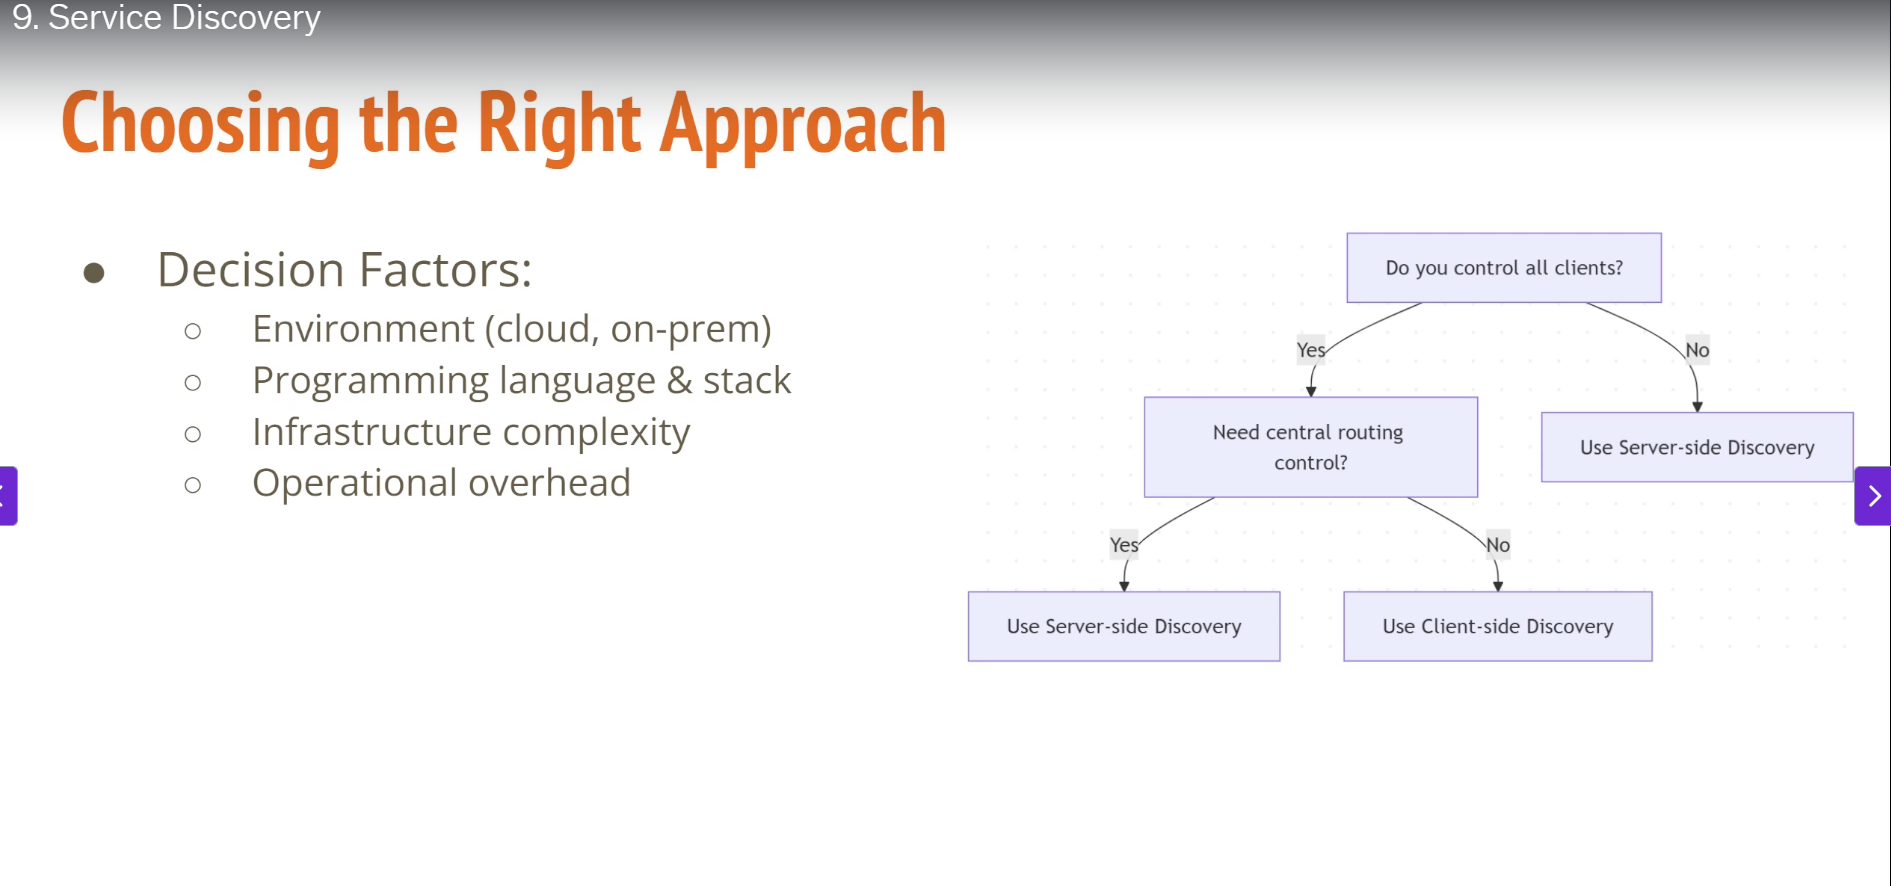 9. Service Discovery
Choosing the Right Approach
● Decision Factors:
○ Environment (cloud, on-prem)
○ Programming language & stack
○ Infrastructure complexity
○ Operational overhead
Do you control all clients?
Yes
No
Need central routing
control?
Use Server-side Discovery
Yes
No
Use Server-side Discovery
Use Client-side Discovery